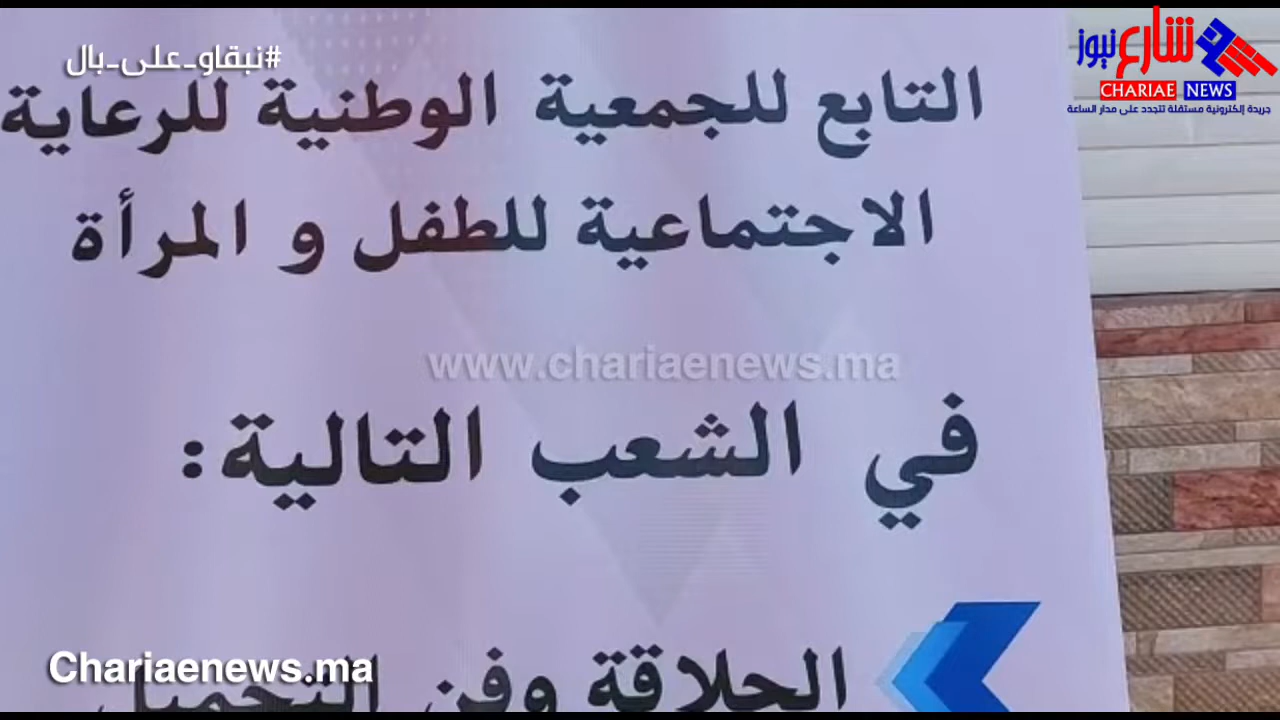 #نبقاو-على-بال
شارع نيوز
CHARIAE NEWS
جريدة إلكترونية مستقلة تتجدد على مدار الساعة
التابع للجمعية الوطنية للرعاية
الاجتماعية للطفل و المرأة
www.chariaenews.ma
في الشعب التالية:
الحلاقة وفن التجميل
Chariaenews.ma